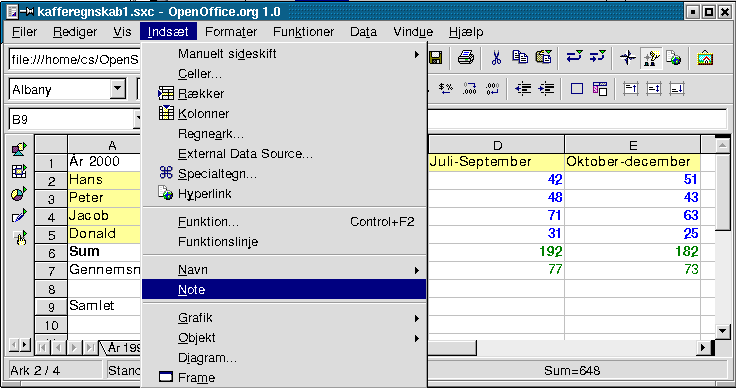 kafferegnskab1.sxc - OpenOffice.org 1.0
Filer Rediger Vis Indsæt Formater Funktioner Data Vindue Hjælp
file:///home/cs/OpenS
Albany
B9
Manuelt sideskift
Celler...
Rækker
Kolonner
Regneark...
External Data Source...
Specialtegn...
Hyperlink
Funktion... Control+F2
Funktionslinje
Navn
Note
Grafik
Objekt
Diagram...
Frame
A D E
1 År 2000 Juli-September Oktober-december
2 Hans 42 51
3 Peter 48 43
4 Jacob 71 63
5 Donald 31 25
6 Sum 192 182
7 Gennemsn 77 73
8
9 Samlet
10
År 199
Ark 2 / 4 Stand Sum=648